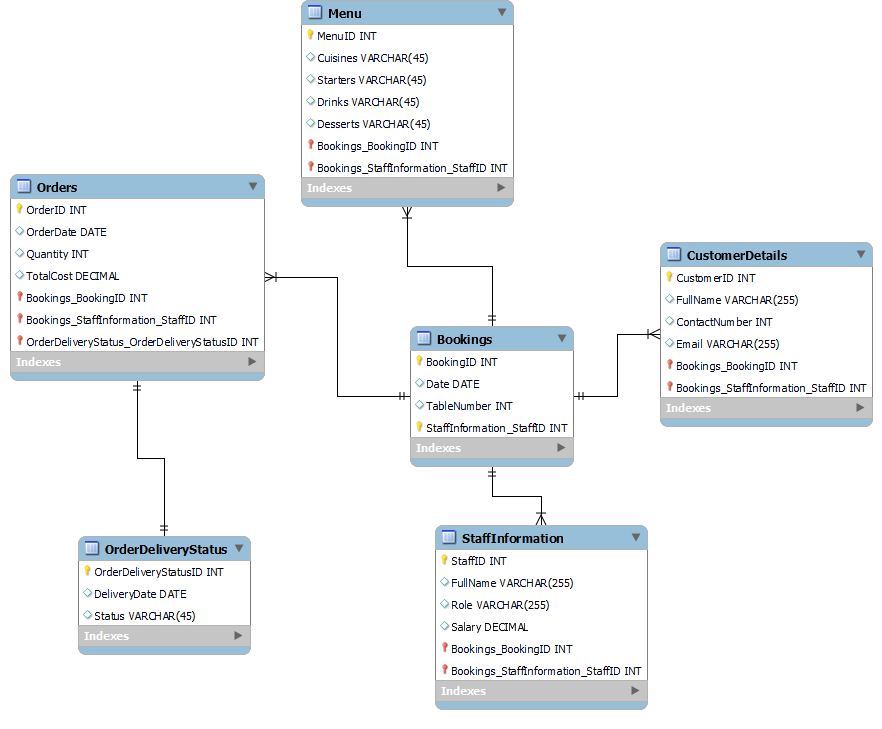 Menu
MenuID INT
Cuisines VARCHAR(45)
Starters VARCHAR(45)
Drinks VARCHAR(45)
Desserts VARCHAR(45)
Bookings_BookingID INT
Bookings_StaffInformation_StaffID INT
Indexes
Orders
OrderID INT
OrderDate DATE
Quantity INT
TotalCost DECIMAL
Bookings_BookingID INT
Bookings_StaffInformation_StaffID INT
OrderDeliveryStatus_OrderDeliveryStatusID INT
Indexes
CustomerDetails
CustomerID INT
FullName VARCHAR(255)
ContactNumber INT
Email VARCHAR(255)
Bookings_BookingID INT
Bookings_StaffInformation_StaffID INT
Indexes
Bookings
BookingID INT
Date DATE
TableNumber INT
StaffInformation_StaffID INT
Indexes
OrderDeliveryStatus
OrderDeliveryStatusID INT
DeliveryDate DATE
Status VARCHAR(45)
Indexes
StaffInformation
StaffID INT
FullName VARCHAR(255)
Role VARCHAR(255)
Salary DECIMAL
Bookings_BookingID INT
Bookings_StaffInformation_StaffID INT
Indexes